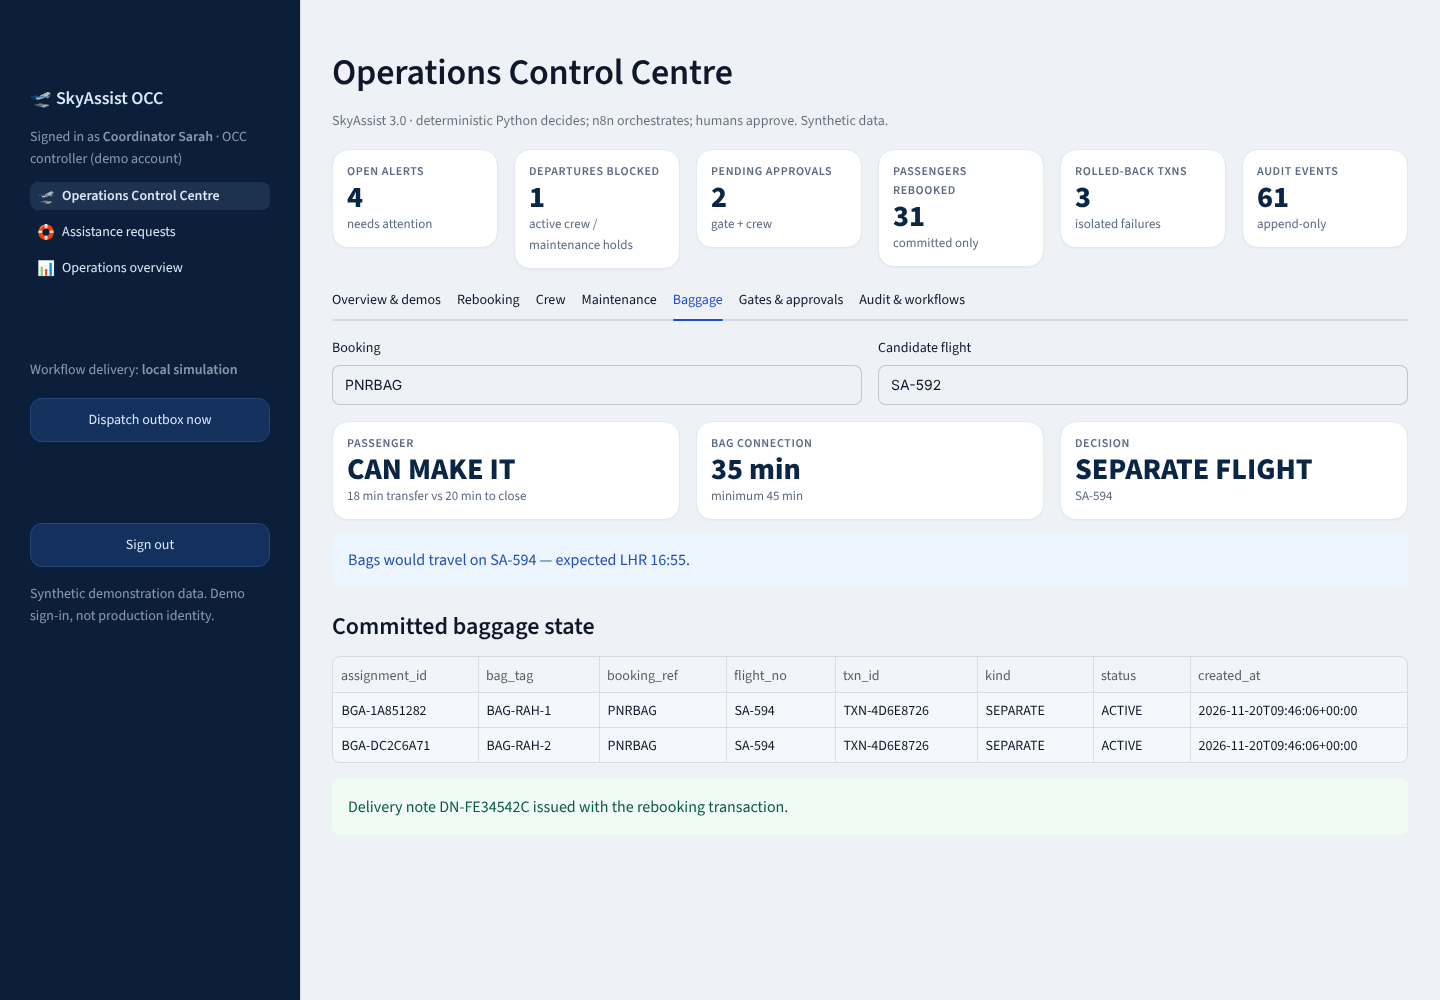 SkyAssist OCC
Signed in as Coordinator Sarah · OCC
controller (demo account)
Operations Control Centre
Assistance requests
Operations overview
Workflow delivery: local simulation
Dispatch outbox now
Sign out
Synthetic demonstration data. Demo
sign-in, not production identity.
Operations Control Centre
SkyAssist 3.0 · deterministic Python decides; n8n orchestrates; humans approve. Synthetic data.
OPEN ALERTS
4
needs attention
DEPARTURES BLOCKED
1
active crew /
maintenance holds
PENDING APPROVALS
2
gate + crew
PASSENGERS
REBOOKED
31
committed only
ROLLED-BACK TXNS
3
isolated failures
AUDIT EVENTS
61
append-only
Overview & demos Rebooking Crew Maintenance Baggage Gates & approvals Audit & workflows
Booking
PNRBAG
Candidate flight
SA-592
PASSENGER
CAN MAKE IT
18 min transfer vs 20 min to close
BAG CONNECTION
35 min
minimum 45 min
DECISION
SEPARATE FLIGHT
SA-594
Bags would travel on SA-594 — expected LHR 16:55.
Committed baggage state
assignment_id bag_tag booking_ref flight_no txn_id kind status created_at
BGA-1A851282 BAG-RAH-1 PNRBAG SA-594 TXN-4D6E8726 SEPARATE ACTIVE 2026-11-20T09:46:06+00:00
BGA-DC2C6A71 BAG-RAH-2 PNRBAG SA-594 TXN-4D6E8726 SEPARATE ACTIVE 2026-11-20T09:46:06+00:00
Delivery note DN-FE34542C issued with the rebooking transaction.